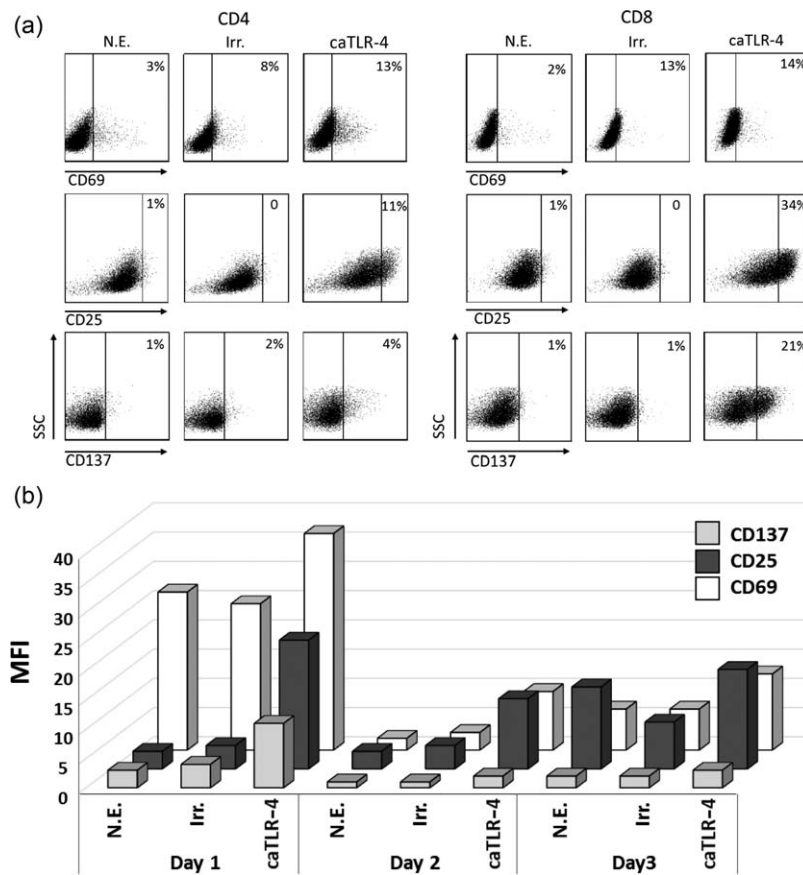 (a)
CD4
CD8
N.E.
Irr.
caTLR-4
N.E.
Irr.
caTLR-4
3%
8%
13%
2%
13%
14%
CD69
CD69
1%
0
11%
1%
0
34%
CD25
CD25
1%
2%
4%
1%
1%
21%
SSC
SSC
CD137
CD137
(b)
CD137
CD25
CD69
MFI
40
35
30
25
20
15
10
5
0
N.E.
Irr.
caTLR-4
N.E.
Irr.
caTLR-4
N.E.
Irr.
caTLR-4
Day 1
Day 2
Day3